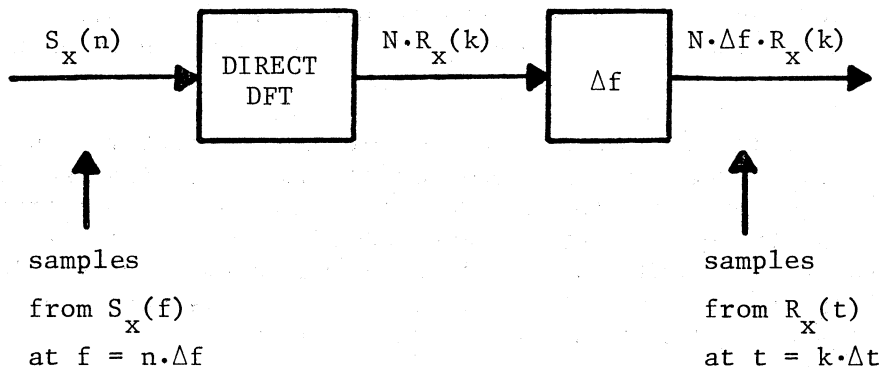 S_x(n)
DIRECT
DFT
N·R_x(k)
Δf
N·Δf·R_x(k)
samples
from S_x(f)
at f = n·Δf
samples
from R_x(t)
at t = k·Δt